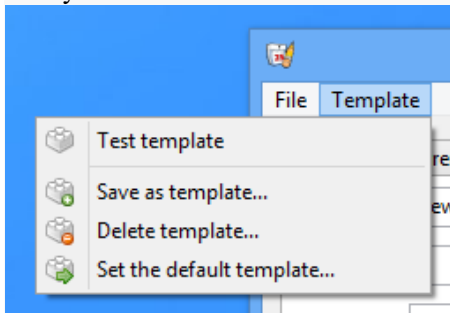 File Template
Test template
Save as template...
Delete template...
Set the default template...